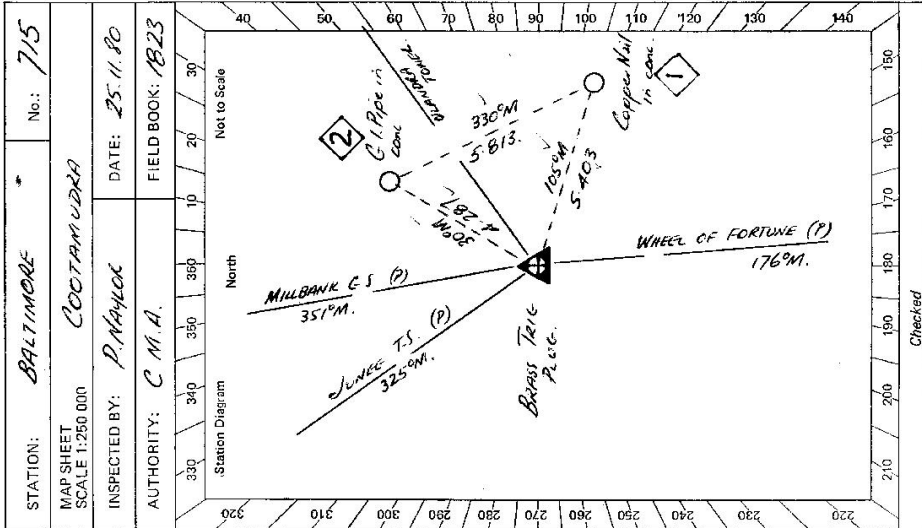 STATION: BALTIMORE No.: 715
MAP SHEET
SCALE 1:250 000 COOTAMUDRA
INSPECTED BY: P. NAYLOR DATE: 25.11.80
AUTHORITY: C.M.A. FIELD BOOK: 1823
330 340 350 360 10 20 30
Station Diagram North Not to Scale
40
50
60
70
80
90
100
110
120
130
140
320
310
300
290
280
270
260
250
240
230
220
210 200 190 180 170 160 150
MILLBANK G.S (P)
351°M.
JUNEE T.S. (P)
325°M.
2
G.I. Pipe in
conc
TOWER
30°M
4.287
330°M
5.813.
105°M
5.403
Copper Nail
in conc.
1
WHEEL OF FORTUNE (P)
176°M.
BRASS TRIG
PLUG.
Checked